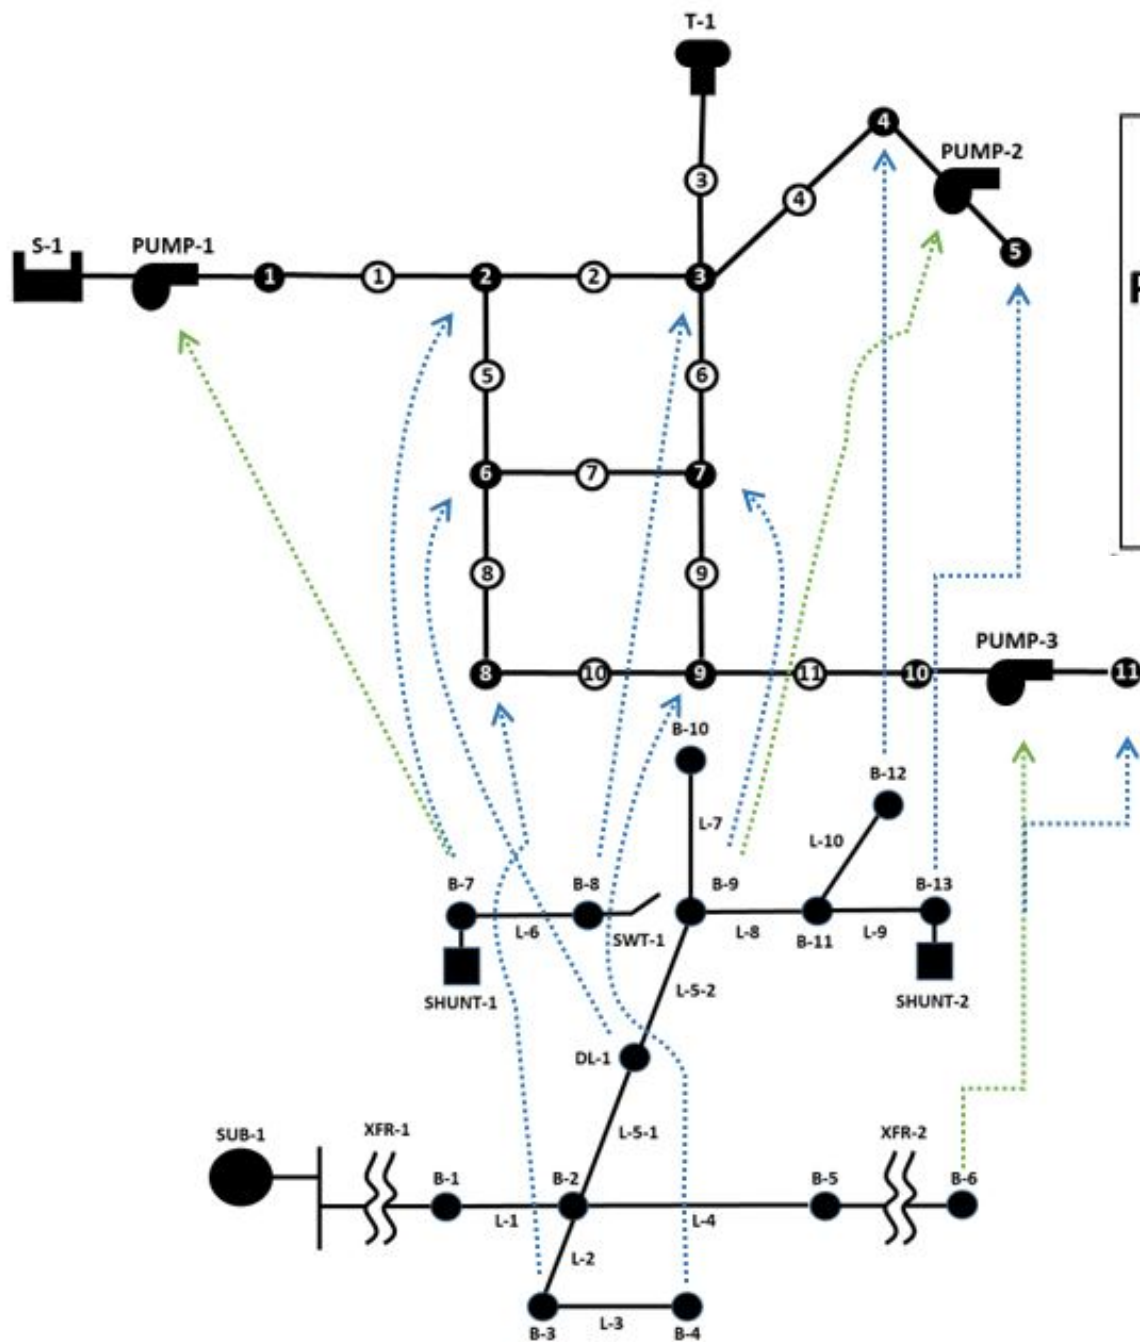 T-1
4
PUMP-2
3
4
S-1
PUMP-1
5
1
1
2
2
3
5
6
6
7
7
8
9
PUMP-3
8
10
9
11
10
11
B-10
B-12
L-7
L-10
B-7
B-8
B-9
B-13
L-6
SWT-1
L-8
B-11
L-9
SHUNT-1
L-5-2
SHUNT-2
DL-1
SUB-1
XFR-1
L-5-1
XFR-2
B-1
B-2
B-5
B-6
L-1
L-4
L-2
L-3
B-3
B-4